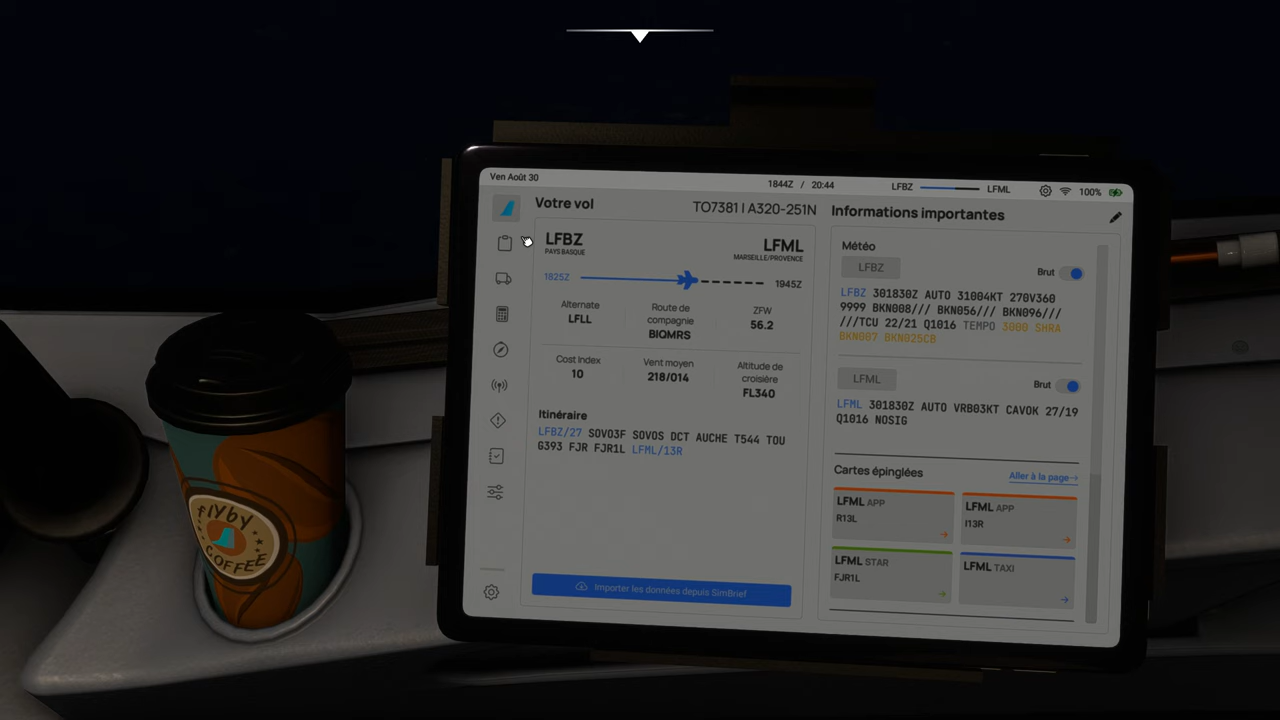 Ven Août 30
1844Z / 20:44
LFBZ
LFML
100%
Votre vol
TO7381 | A320-251N
LFBZ
PAYS BASQUE
LFML
MARSEILLE/PROVENCE
1825Z
1945Z
Alternate
LFLL
Route de
compagnie
BIQMRS
ZFW
56.2
Cost Index
10
Vent moyen
218/014
Altitude de
croisière
FL340
Itinéraire
LFBZ/27 SOVO3F SOVOS DCT AUCHE T544 TOU
G393 FJR FJR1L LFML/13R
Importer les données depuis SimBrief
Informations importantes
Météo
LFBZ
Brut
LFBZ 301830Z AUTO 31004KT 270V360
9999 BKN008/// BKN056/// BKN096///
///TCU 22/21 Q1016 TEMPO 3000 SHRA
BKN007 BKN025CB
LFML
Brut
LFML 301830Z AUTO VRB03KT CAVOK 27/19
Q1016 NOSIG
Cartes épinglées
Aller à la page
LFML APP
R13L
LFML APP
I13R
LFML STAR
FJR1L
LFML TAXI
flyby
COFFEE